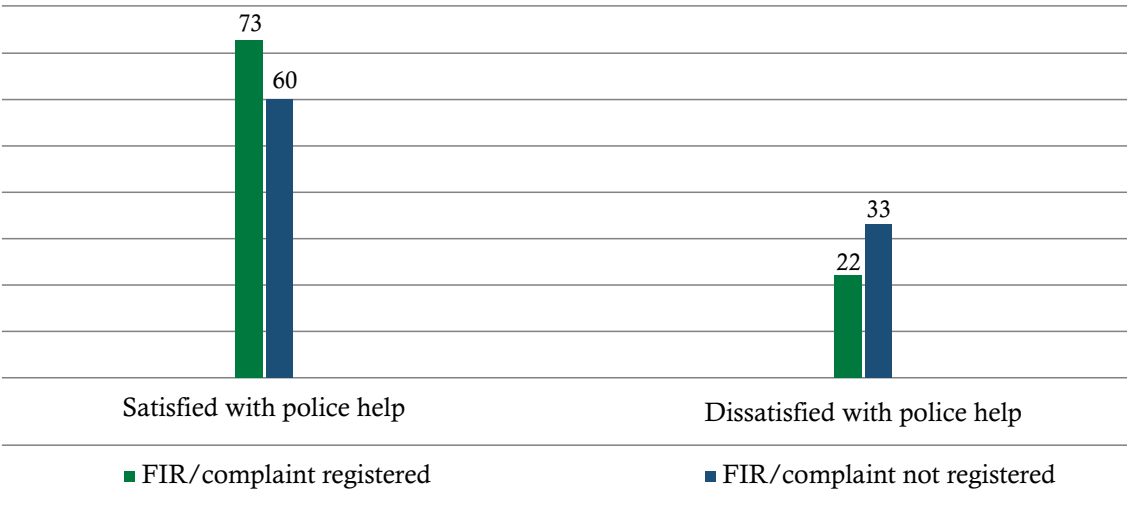 73
60
33
22
Satisfied with police help
Dissatisfied with police help
FIR/complaint registered
FIR/complaint not registered